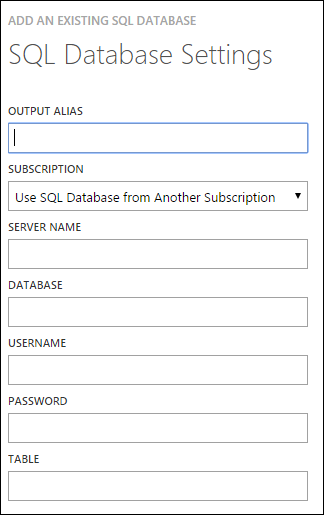 ADD AN EXISTING SQL DATABASE
SQL Database Settings
OUTPUT ALIAS
SUBSCRIPTION
Use SQL Database from Another Subscription
SERVER NAME
DATABASE
USERNAME
PASSWORD
TABLE